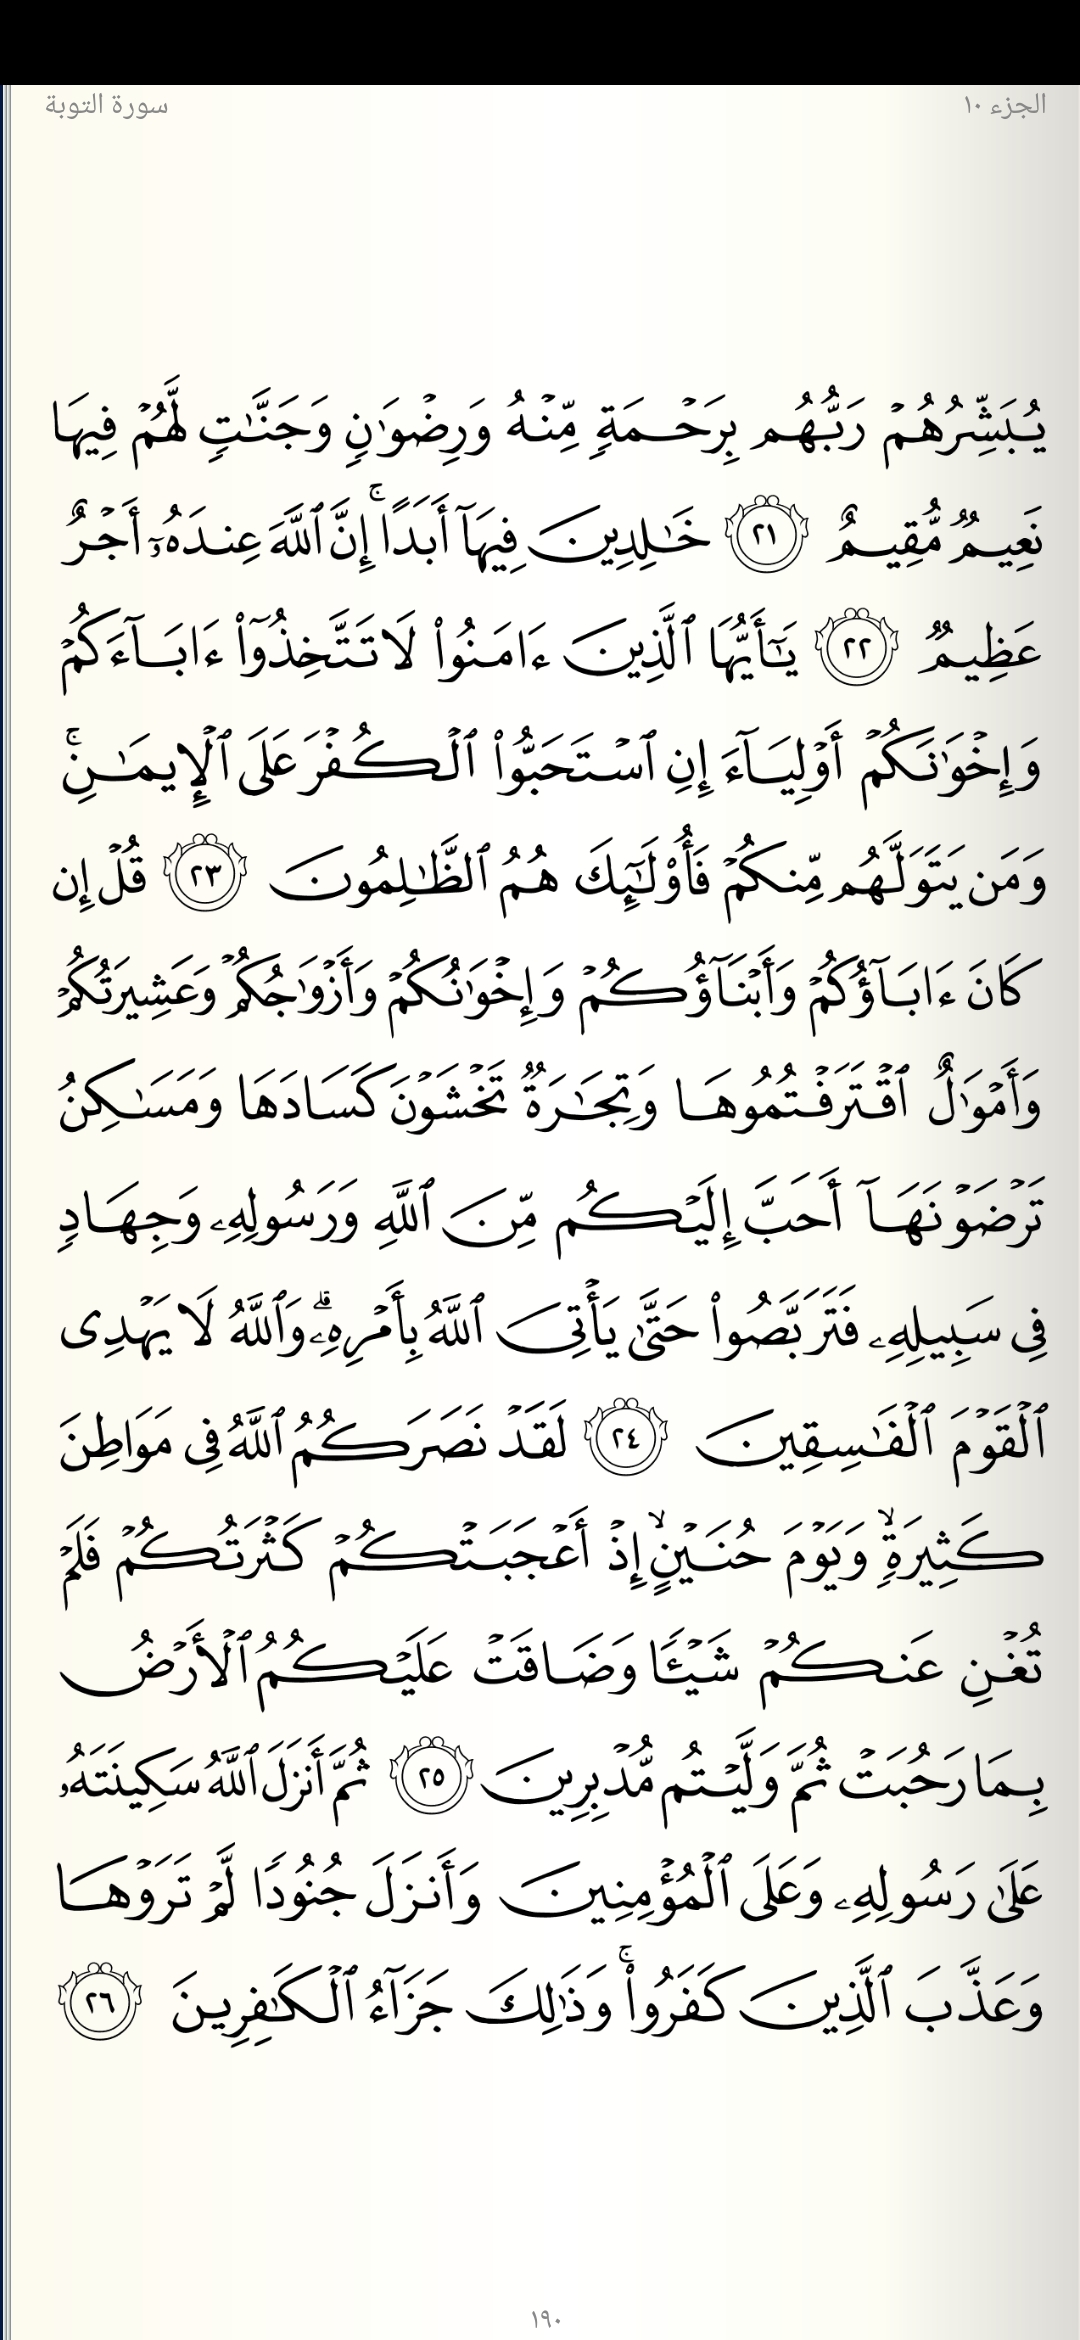 الجزء ١٠
سورة التوبة
يُبَشِّرُهُمْ رَبُّهُم بِرَحْمَةٍ مِّنْهُ وَرِضْوَٰنٍ وَجَنَّـٰتٍ لَّهُمْ فِيهَا
نَعِيمٌ مُّقِيمٌ ٢١ خَـٰلِدِينَ فِيهَآ أَبَدًا ۚ إِنَّ ٱللَّهَ عِندَهُۥٓ أَجْرٌ
عَظِيمٌ ٢٢ يَـٰٓأَيُّهَا ٱلَّذِينَ ءَامَنُوا۟ لَا تَتَّخِذُوٓا۟ ءَابَآءَكُمْ
وَإِخْوَٰنَكُمْ أَوْلِيَآءَ إِنِ ٱسْتَحَبُّوا۟ ٱلْكُفْرَ عَلَى ٱلْإِيمَـٰنِ ۚ
وَمَن يَتَوَلَّهُم مِّنكُمْ فَأُو۟لَـٰٓئِكَ هُمُ ٱلظَّـٰلِمُونَ ٢٣ قُلْ إِن
كَانَ ءَابَآؤُكُمْ وَأَبْنَآؤُكُمْ وَإِخْوَٰنُكُمْ وَأَزْوَٰجُكُمْ وَعَشِيرَتُكُمْ
وَأَمْوَٰلٌ ٱقْتَرَفْتُمُوهَا وَتِجَـٰرَةٌ تَخْشَوْنَ كَسَادَهَا وَمَسَـٰكِنُ
تَرْضَوْنَهَآ أَحَبَّ إِلَيْكُم مِّنَ ٱللَّهِ وَرَسُولِهِۦ وَجِهَادٍ
فِى سَبِيلِهِۦ فَتَرَبَّصُوا۟ حَتَّىٰ يَأْتِىَ ٱللَّهُ بِأَمْرِهِۦ ۗ وَٱللَّهُ لَا يَهْدِى
ٱلْقَوْمَ ٱلْفَـٰسِقِينَ ٢٤ لَقَدْ نَصَرَكُمُ ٱللَّهُ فِى مَوَاطِنَ
كَثِيرَةٍ ۙ وَيَوْمَ حُنَيْنٍ ۙ إِذْ أَعْجَبَتْكُمْ كَثْرَتُكُمْ فَلَمْ
تُغْنِ عَنكُمْ شَيْـًٔا وَضَاقَتْ عَلَيْكُمُ ٱلْأَرْضُ
بِمَا رَحُبَتْ ثُمَّ وَلَّيْتُم مُّدْبِرِينَ ٢٥ ثُمَّ أَنزَلَ ٱللَّهُ سَكِينَتَهُۥ
عَلَىٰ رَسُولِهِۦ وَعَلَى ٱلْمُؤْمِنِينَ وَأَنزَلَ جُنُودًا لَّمْ تَرَوْهَا
وَعَذَّبَ ٱلَّذِينَ كَفَرُوا۟ ۚ وَذَٰلِكَ جَزَآءُ ٱلْكَـٰفِرِينَ ٢٦
١٩٠